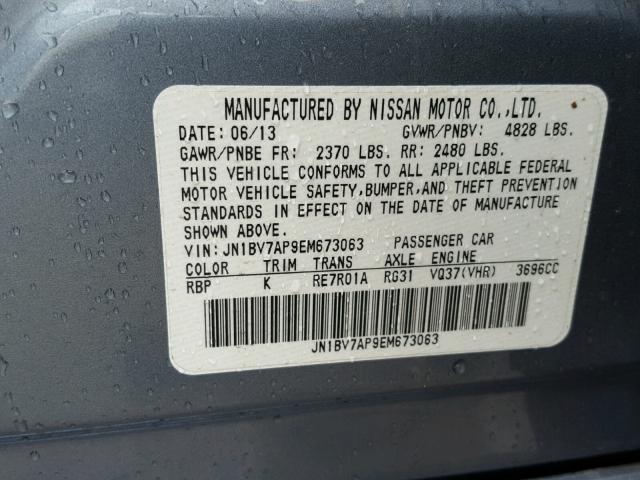 MANUFACTURED BY NISSAN MOTOR CO.,LTD.
DATE: 06/13 GVWR/PNBV: 4828 LBS.
GAWR/PNBE FR: 2370 LBS. RR: 2480 LBS.
THIS VEHICLE CONFORMS TO ALL APPLICABLE FEDERAL
MOTOR VEHICLE SAFETY,BUMPER,AND THEFT PREVENTION
STANDARDS IN EFFECT ON THE DATE OF MANUFACTURE
SHOWN ABOVE.
VIN: JN1BV7AP9EM673063 PASSENGER CAR
COLOR TRIM TRANS AXLE ENGINE
RBP K RE7R01A RG31 VQ37(VHR) 3696CC
JN1BV7AP9EM673063